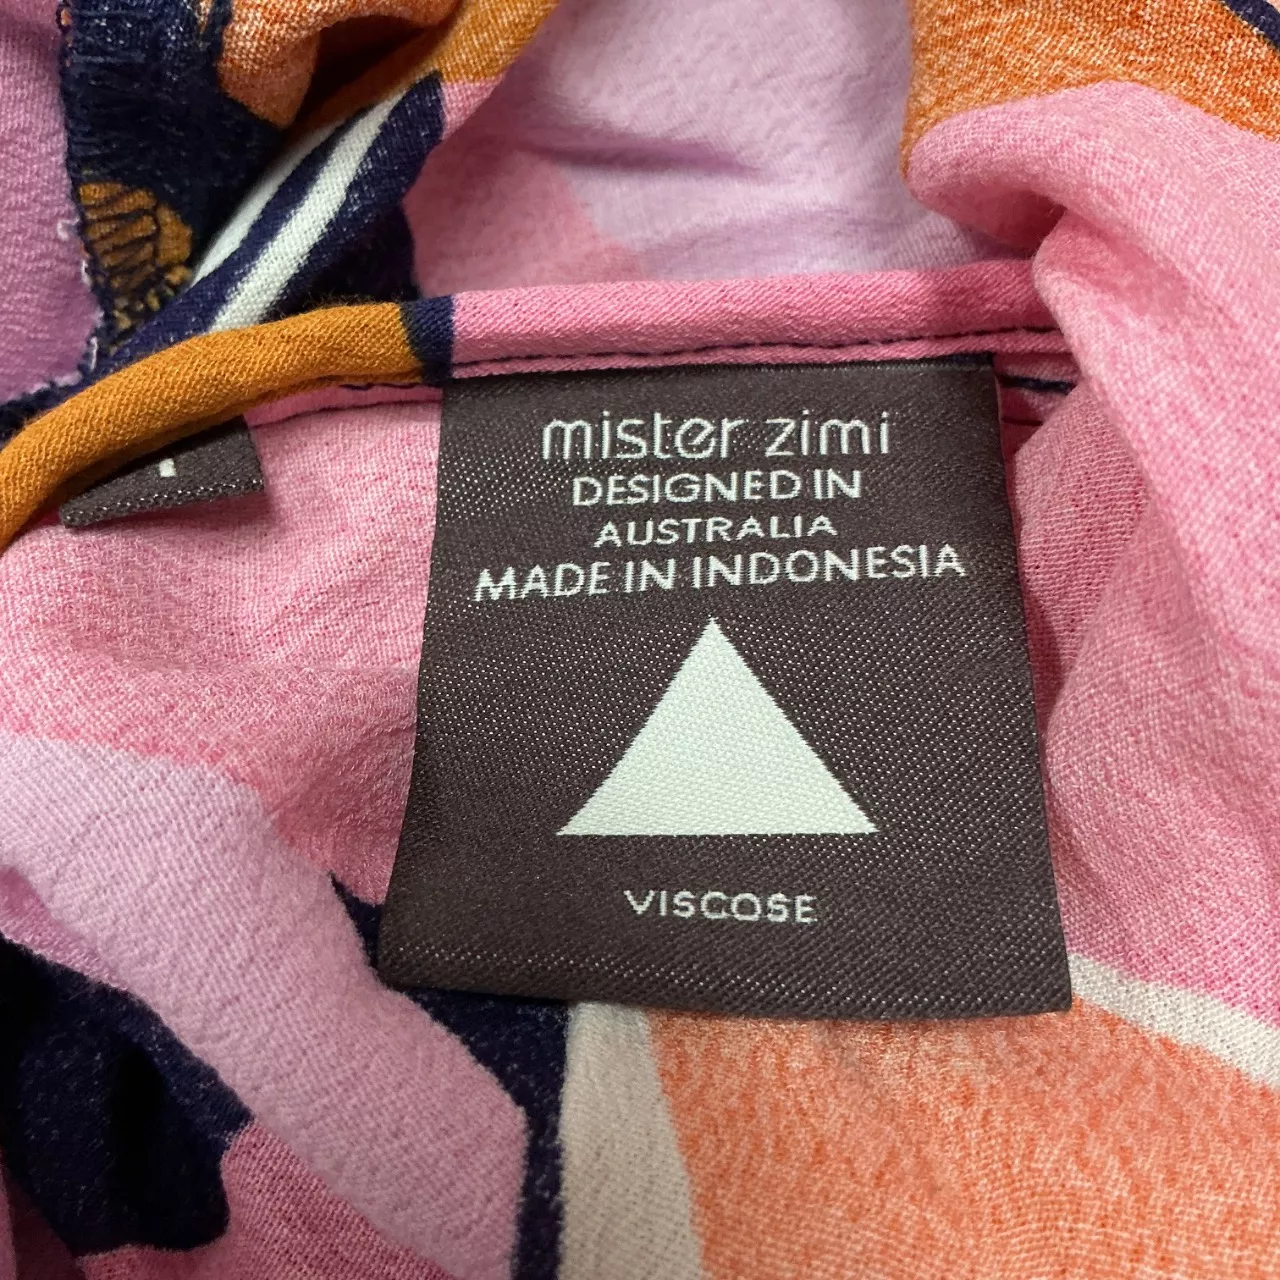 mister zimi
DESIGNED IN
AUSTRALIA
MADE IN INDONESIA
VISCOSE